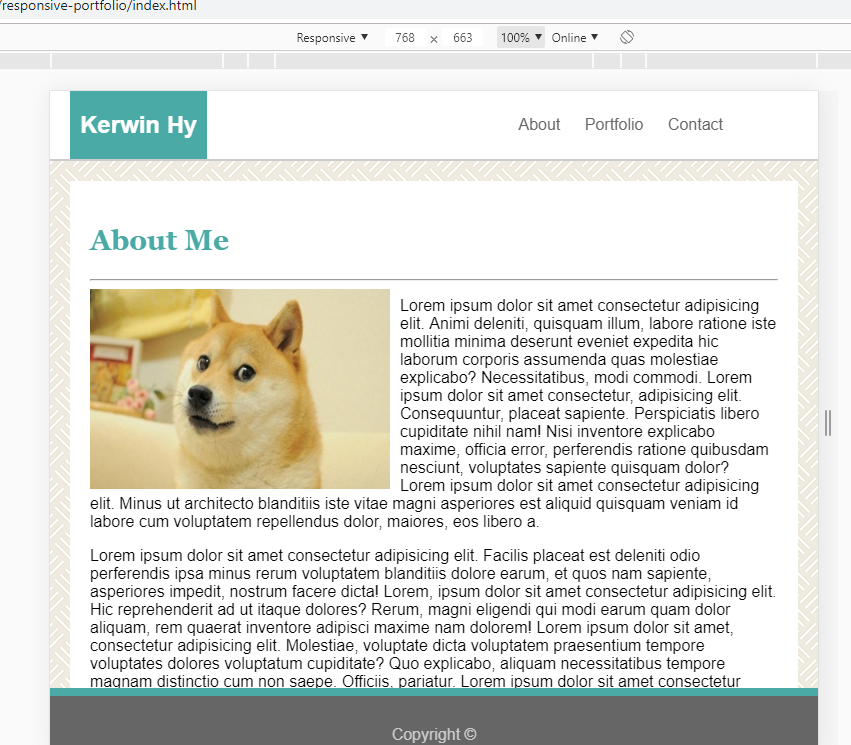 /responsive-portfolio/index.html
Responsive ▼ 768 × 663 100% ▼ Online ▼
Kerwin Hy
About Portfolio Contact
About Me
Lorem ipsum dolor sit amet consectetur adipisicing
elit. Animi deleniti, quisquam illum, labore ratione iste
mollitia minima deserunt eveniet expedita hic
laborum corporis assumenda quas molestiae
explicabo? Necessitatibus, modi commodi. Lorem
ipsum dolor sit amet consectetur, adipisicing elit.
Consequuntur, placeat sapiente. Perspiciatis libero
cupiditate nihil nam! Nisi inventore explicabo
maxime, officia error, perferendis ratione quibusdam
nesciunt, voluptates sapiente quisquam dolor?
Lorem ipsum dolor sit amet consectetur adipisicing
elit. Minus ut architecto blanditiis iste vitae magni asperiores est aliquid quisquam veniam id
labore cum voluptatem repellendus dolor, maiores, eos libero a.
Lorem ipsum dolor sit amet consectetur adipisicing elit. Facilis placeat est deleniti odio
perferendis ipsa minus rerum voluptatem blanditiis dolore earum, et quos nam sapiente,
asperiores impedit, nostrum facere dicta! Lorem, ipsum dolor sit amet consectetur adipisicing elit.
Hic reprehenderit ad ut itaque dolores? Rerum, magni eligendi qui modi earum quam dolor
aliquam, rem quaerat inventore adipisci maxime nam dolorem! Lorem ipsum dolor sit amet,
consectetur adipisicing elit. Molestiae, voluptate dicta voluptatem praesentium tempore
voluptates dolores voluptatum cupiditate? Quo explicabo, aliquam necessitatibus tempore
magnam distinctio cum non saepe. Officiis, pariatur. Lorem ipsum dolor sit amet consectetur
Copyright ©